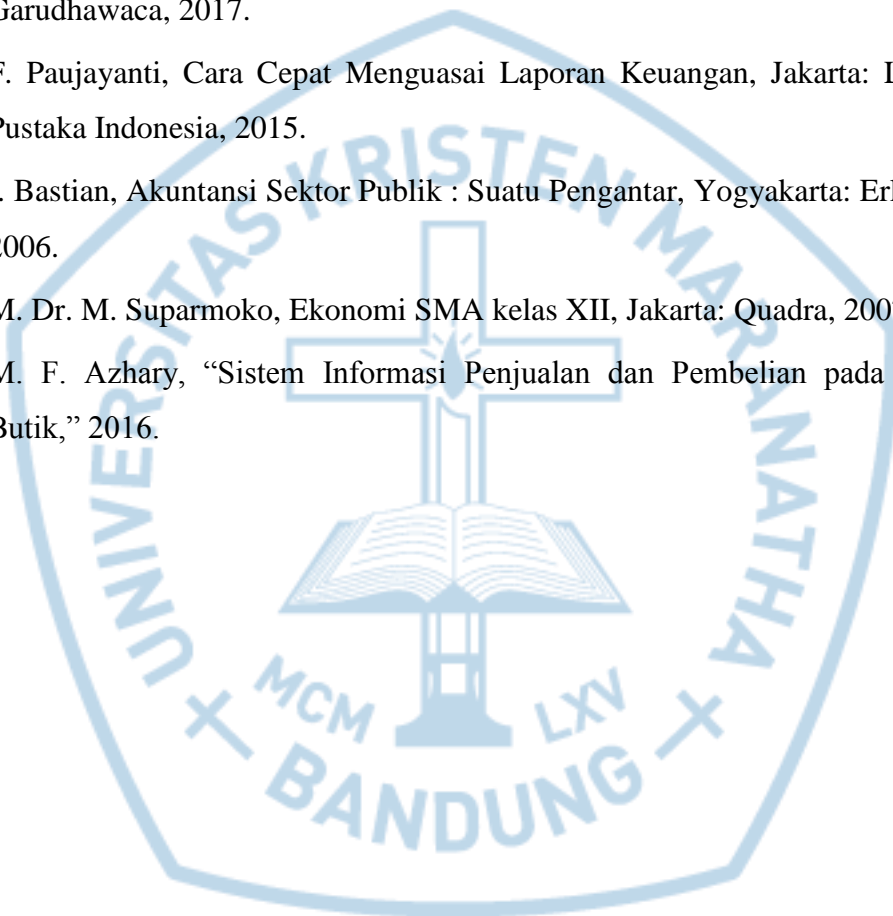 Garudhawaca, 2017.
F. Paujayanti, Cara Cepat Menguasai Laporan Keuangan, Jakarta:
Pustaka Indonesia, 2015.
. Bastian, Akuntansi Sektor Publik : Suatu Pengantar, Yogyakarta:
2006.
M. Dr. M. Suparmoko, Ekonomi SMA kelas XII, Jakarta: Quadra, 200
M. F. Azhary, “Sistem Informasi Penjualan dan Pembelian pada
Butik,” 2016.
UNIVERSITAS KRISTEN MARANATHA
MCM LXV
BANDUNG